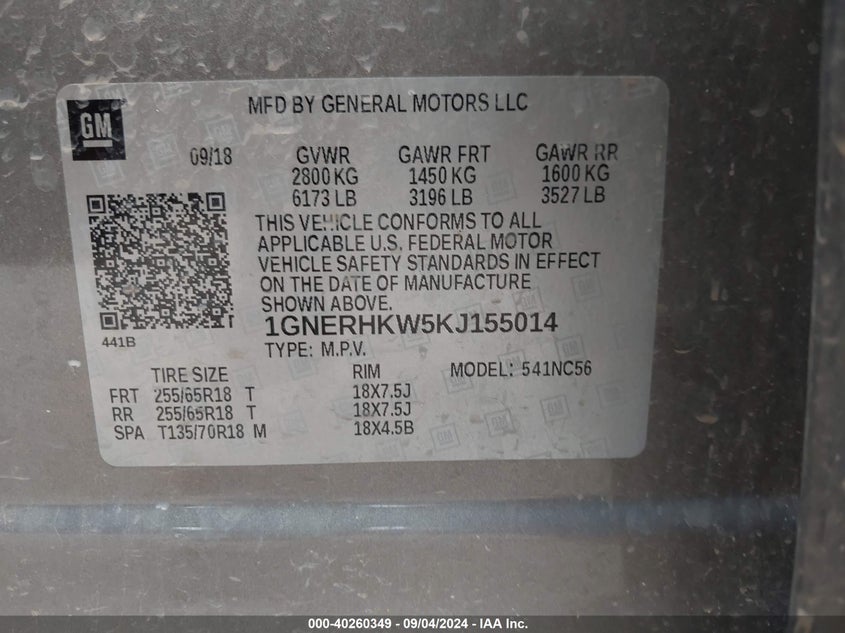 MFD BY GENERAL MOTORS LLC
GM
09/18 GVWR GAWR FRT GAWR RR
2800 KG 1450 KG 1600 KG
6173 LB 3196 LB 3527 LB
THIS VEHICLE CONFORMS TO ALL
APPLICABLE U.S. FEDERAL MOTOR
VEHICLE SAFETY STANDARDS IN EFFECT
ON THE DATE OF MANUFACTURE
SHOWN ABOVE.
1GNERHKW5KJ155014
441B
TYPE: M.P.V. MODEL: 541NC56
TIRE SIZE RIM
FRT 255/65R18 T 18X7.5J
RR 255/65R18 T 18X7.5J
SPA T135/70R18 M 18X4.5B
000-40260349 - 09/04/2024 - IAA Inc.